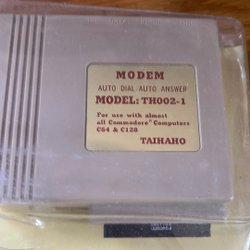 MODEM
AUTO DIAL AUTO ANSWER
MODEL: TH002-1
For use with almost
all Commodore® Computers
C64 & C128
TAIHAHO